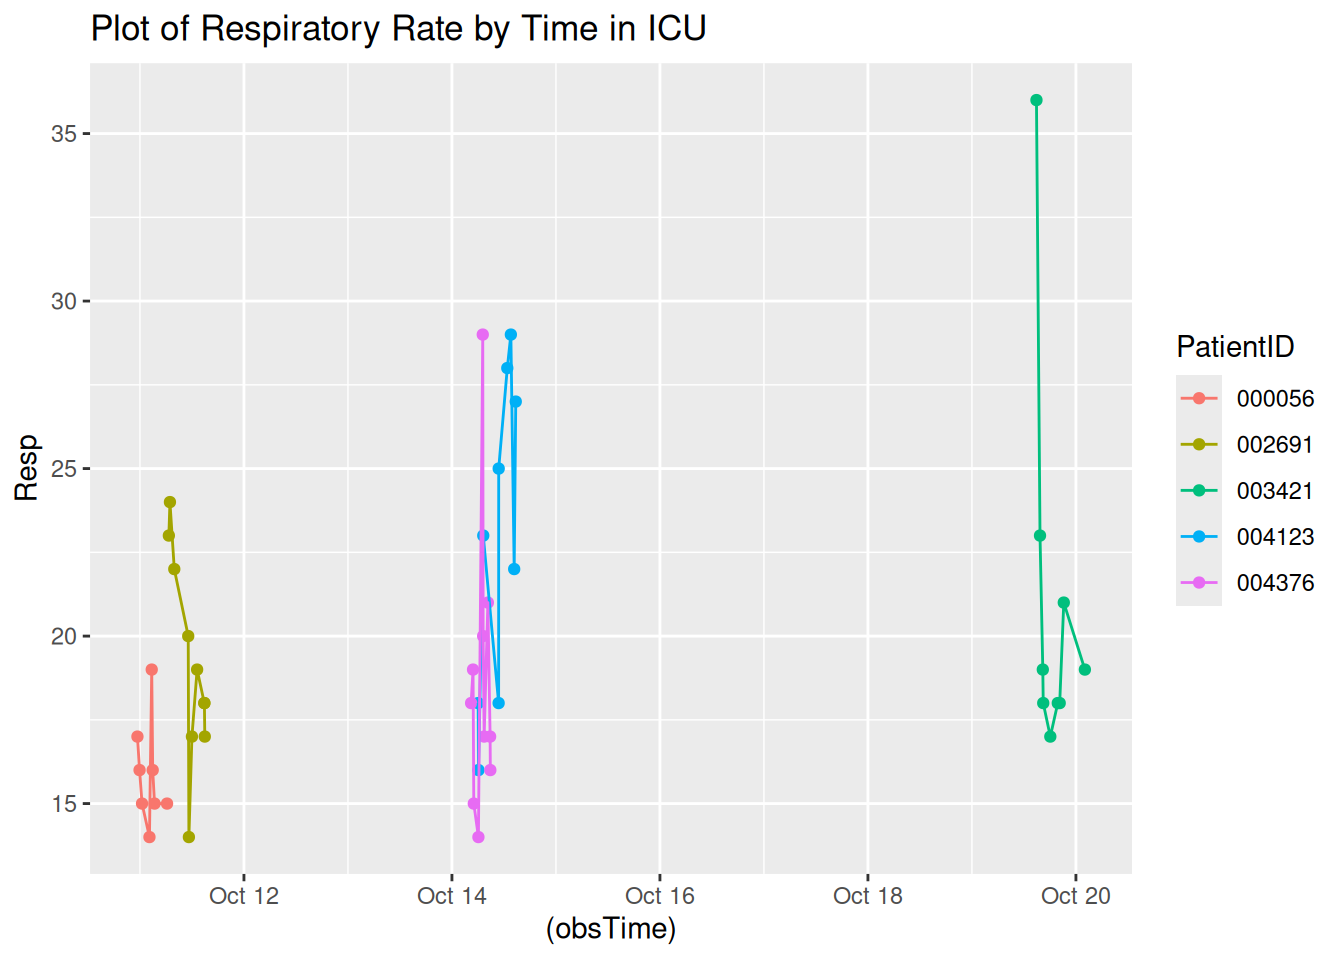 Plot of Respiratory Rate by Time in ICU
35
30
25
20
15
Resp
Oct 12
Oct 14
Oct 16
Oct 18
Oct 20
(obsTime)
PatientID
000056
002691
003421
004123
004376